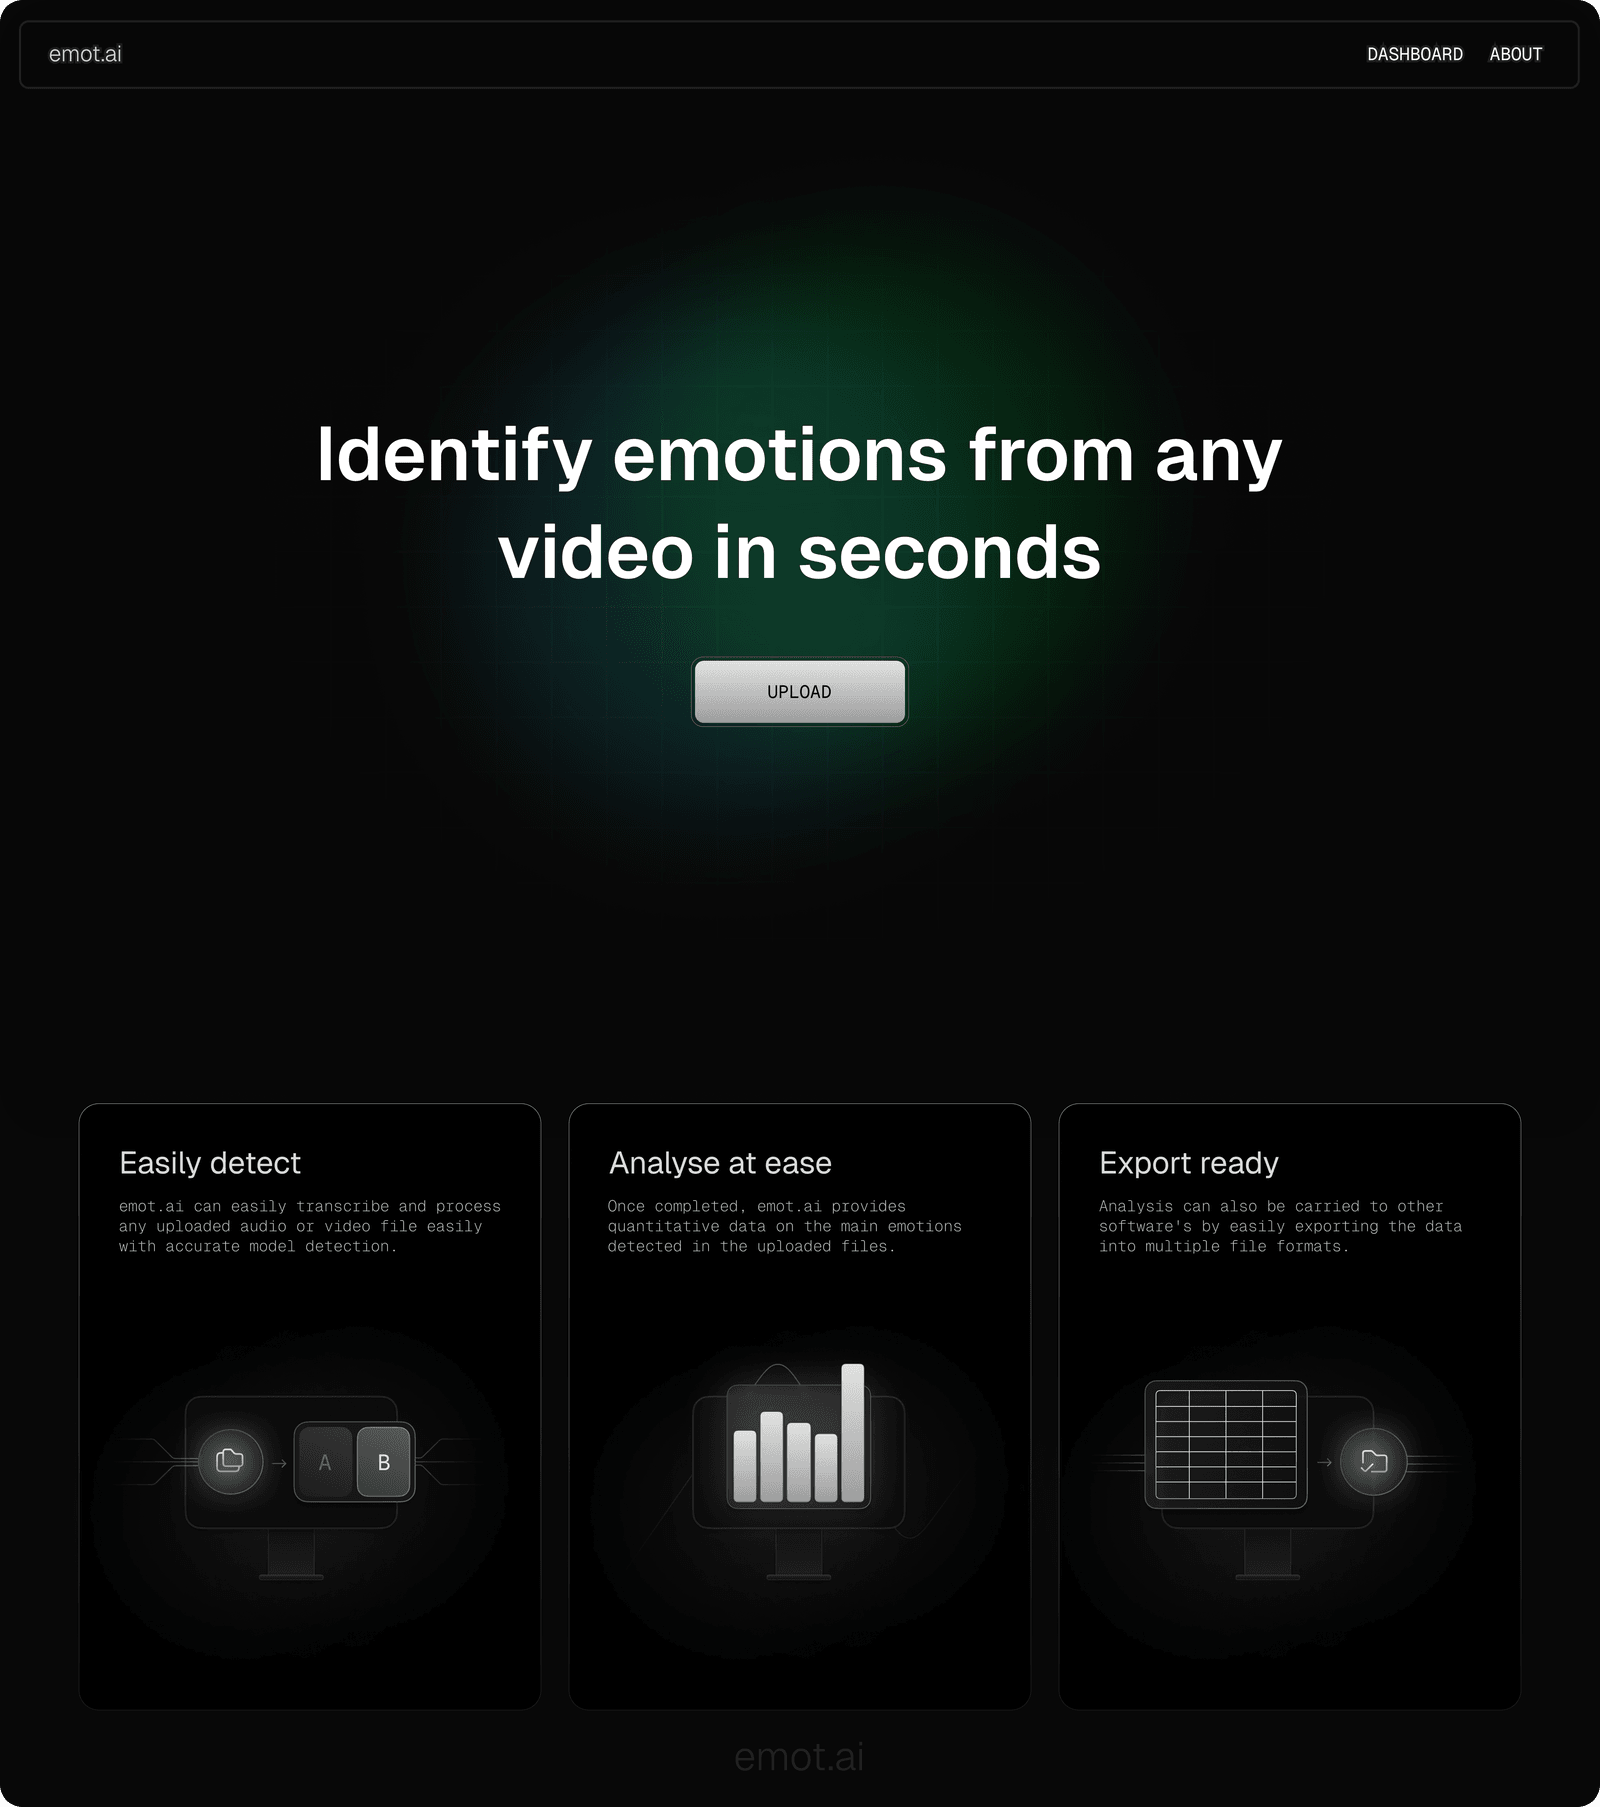 emot.ai
DASHBOARD ABOUT
Identify emotions from any
video in seconds
UPLOAD
Easily detect
emot.ai can easily transcribe and process
any uploaded audio or video file easily
with accurate model detection.
A B
Analyse at ease
Once completed, emot.ai provides
quantitative data on the main emotions
detected in the uploaded files.
Export ready
Analysis can also be carried to other
software's by easily exporting the data
into multiple file formats.
emot.ai